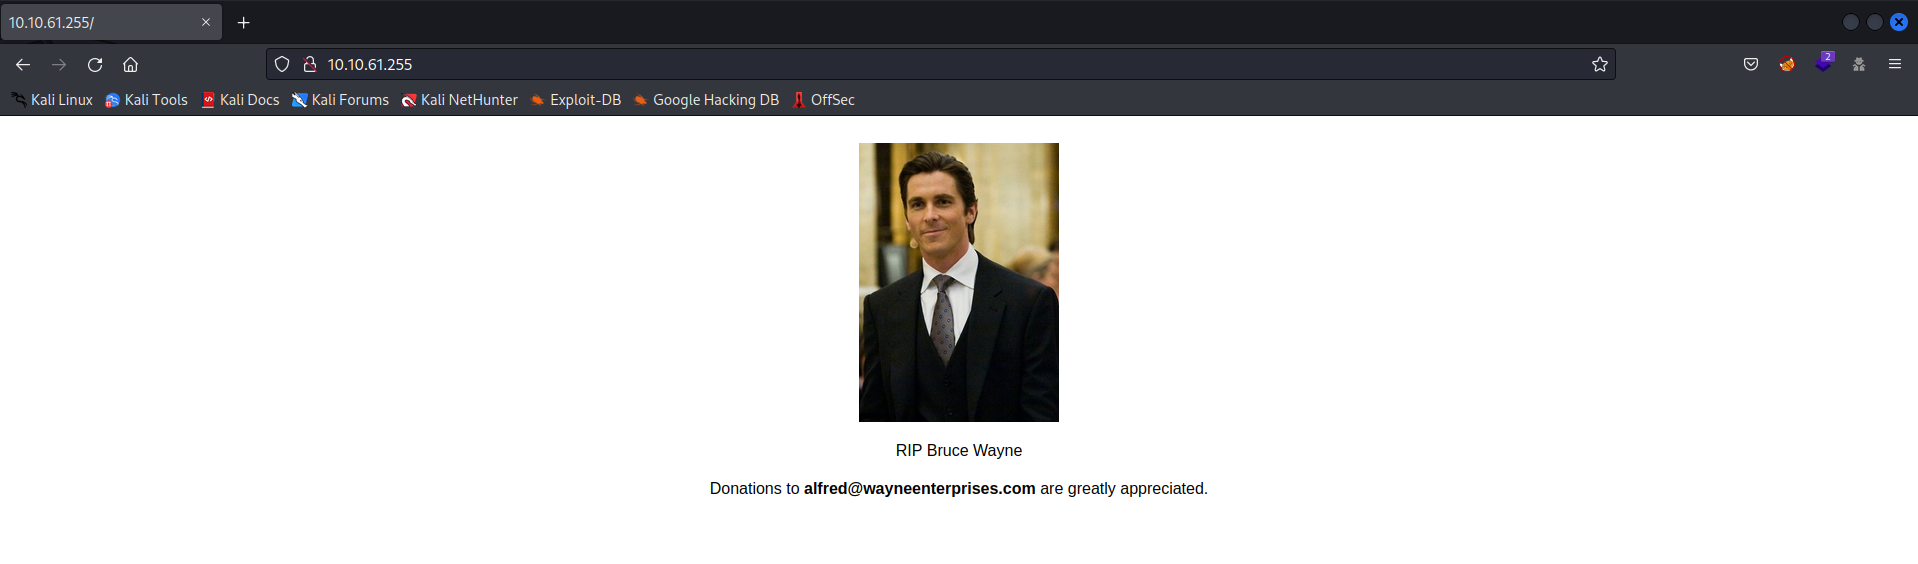 10.10.61.255/
10.10.61.255
2
Kali Linux Kali Tools Kali Docs Kali Forums Kali NetHunter Exploit-DB Google Hacking DB OffSec
RIP Bruce Wayne
Donations to alfred@wayneenterprises.com are greatly appreciated.